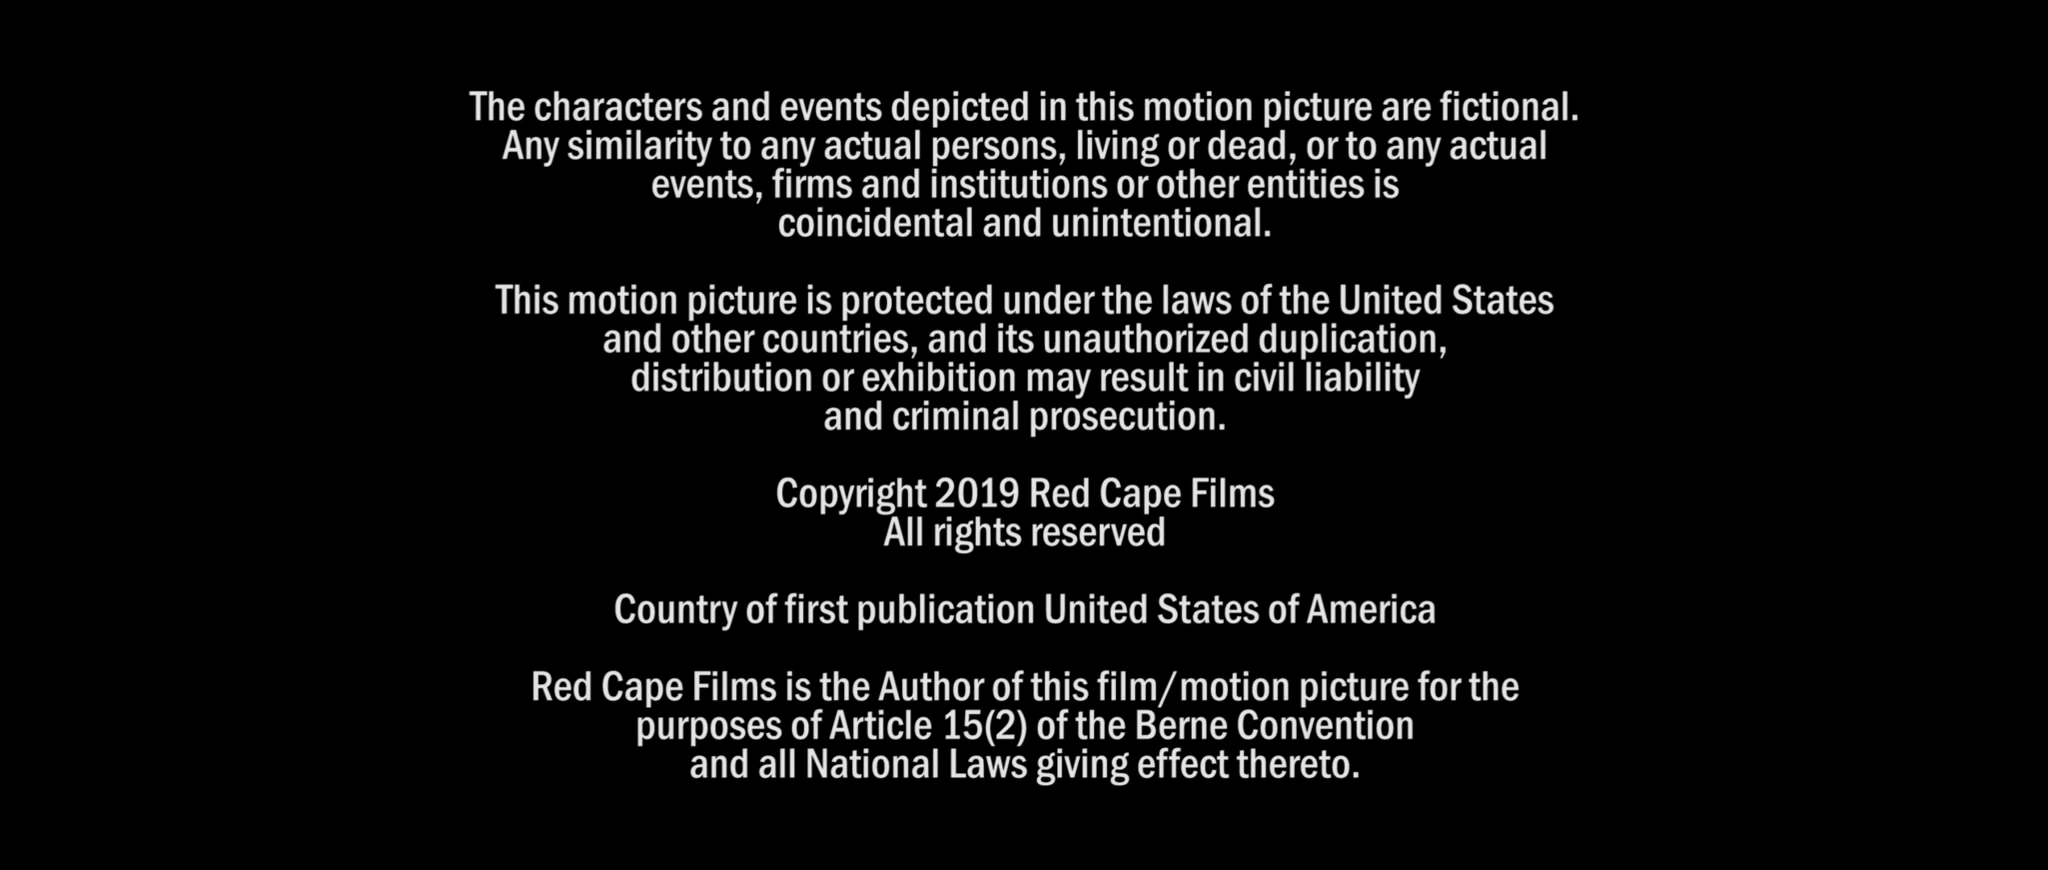 The characters and events depicted in this motion picture are fictional.
Any similarity to any actual persons, living or dead, or to any actual
events, firms and institutions or other entities is
coincidental and unintentional.
This motion picture is protected under the laws of the United States
and other countries, and its unauthorized duplication,
distribution or exhibition may result in civil liability
and criminal prosecution.
Copyright 2019 Red Cape Films
All rights reserved
Country of first publication United States of America
Red Cape Films is the Author of this film/motion picture for the
purposes of Article 15(2) of the Berne Convention
and all National Laws giving effect thereto.